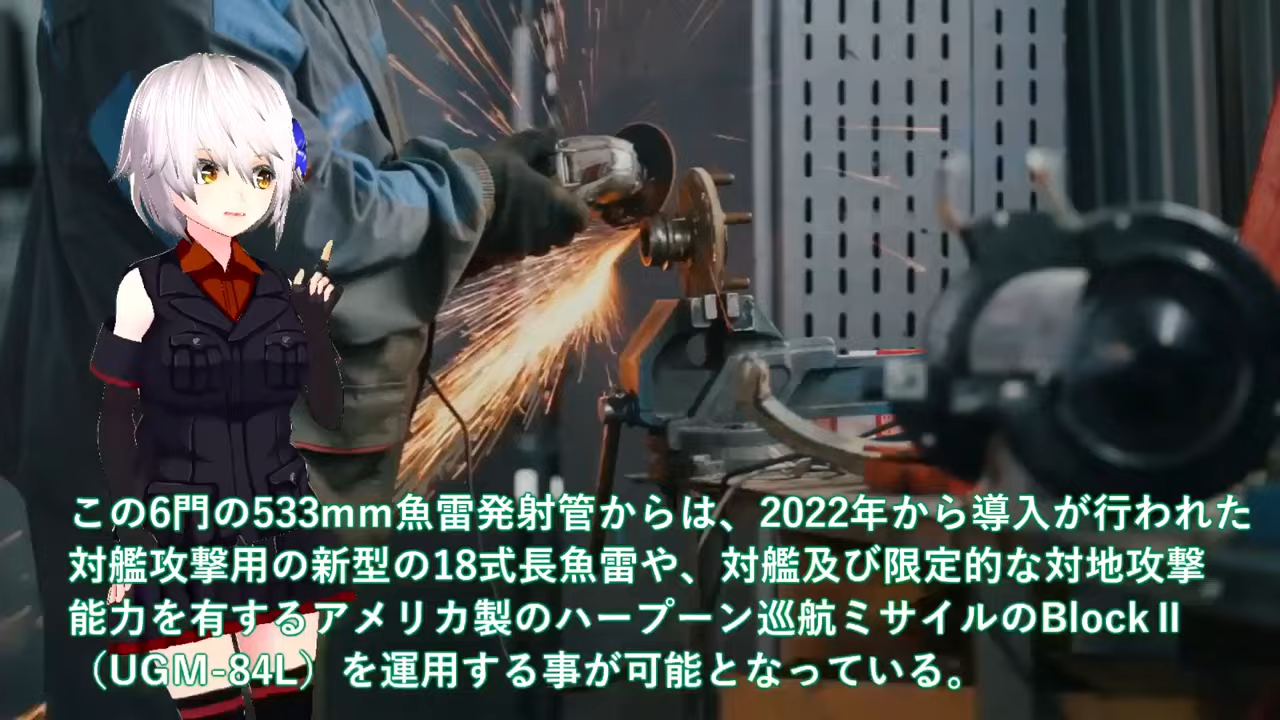 この6門の533mm魚雷発射管からは、2022年から導入が行われた
対艦攻撃用の新型の18式長魚雷や、対艦及び限定的な対地攻撃
能力を有するアメリカ製のハープーン巡航ミサイルのBlockⅡ
（UGM-84L）を運用する事が可能となっている。